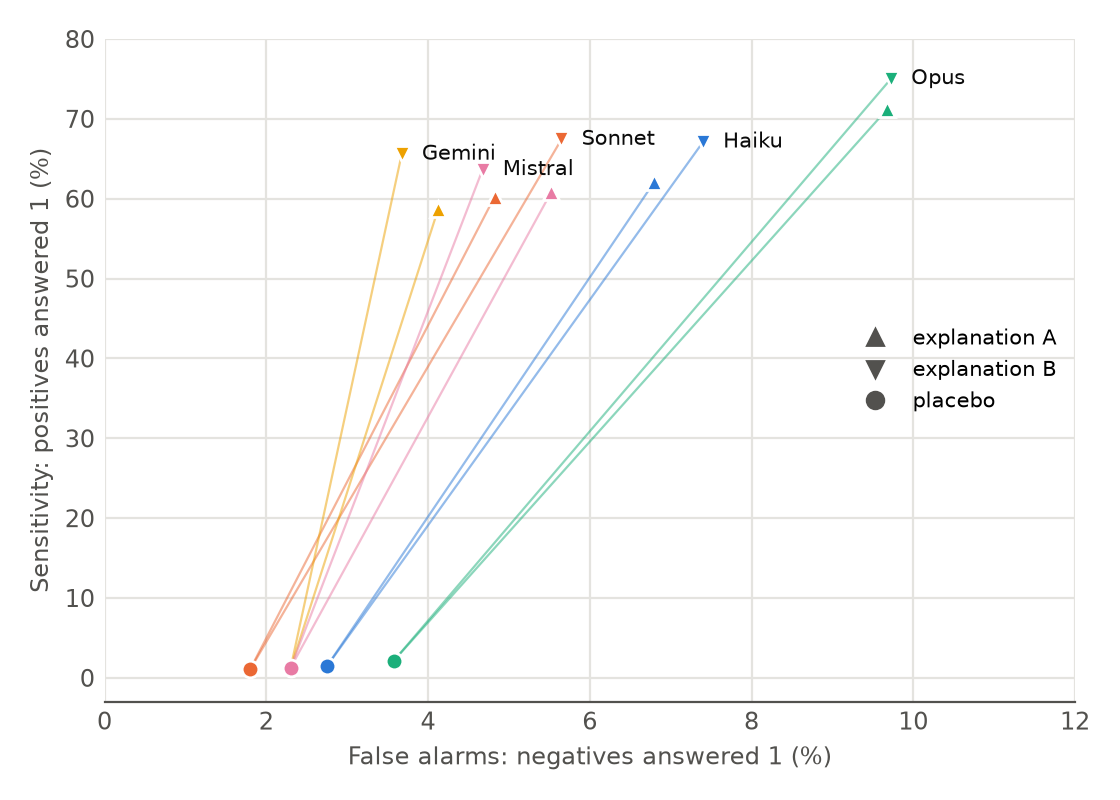 80
70
60
50
40
30
20
10
0
Sensitivity: positives answered 1 (%)
Opus
Sonnet
Haiku
Gemini
Mistral
explanation A
explanation B
placebo
0 2 4 6 8 10 12
False alarms: negatives answered 1 (%)